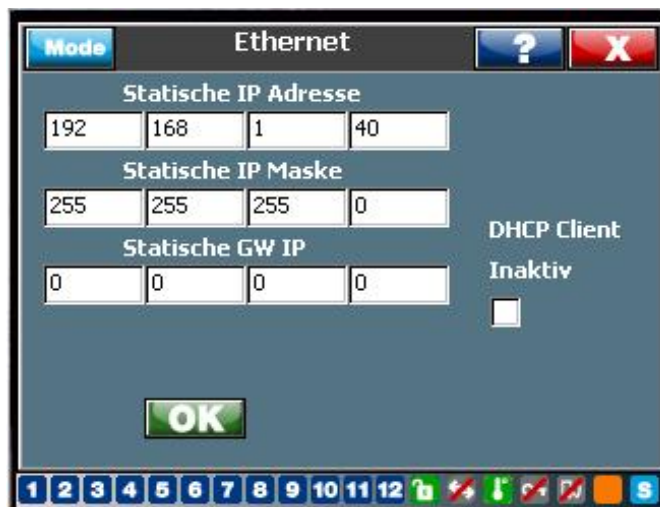 Mode Ethernet ? X
Statische IP Adresse
192 168 1 40
Statische IP Maske
255 255 255 0
DHCP Client
Statische GW IP
Inaktiv
0 0 0 0
OK
1 2 3 4 5 6 7 8 9 10 11 12 S